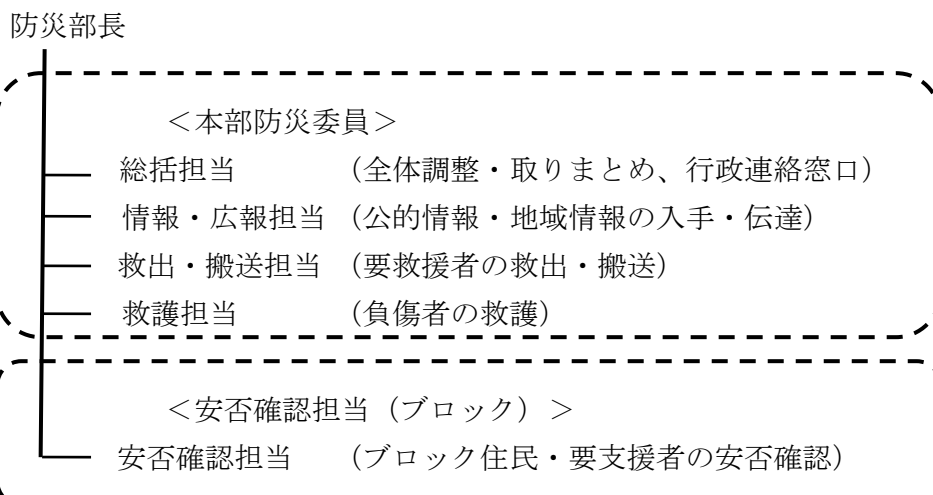 防災部長
＜本部防災委員＞
総括担当　（全体調整・取りまとめ、行政連絡窓口）
情報・広報担当　（公的情報・地域情報の入手・伝達）
救出・搬送担当　（要救援者の救出・搬送）
救護担当　（負傷者の救護）
＜安否確認担当（ブロック）＞
安否確認担当　（ブロック住民・要支援者の安否確認）